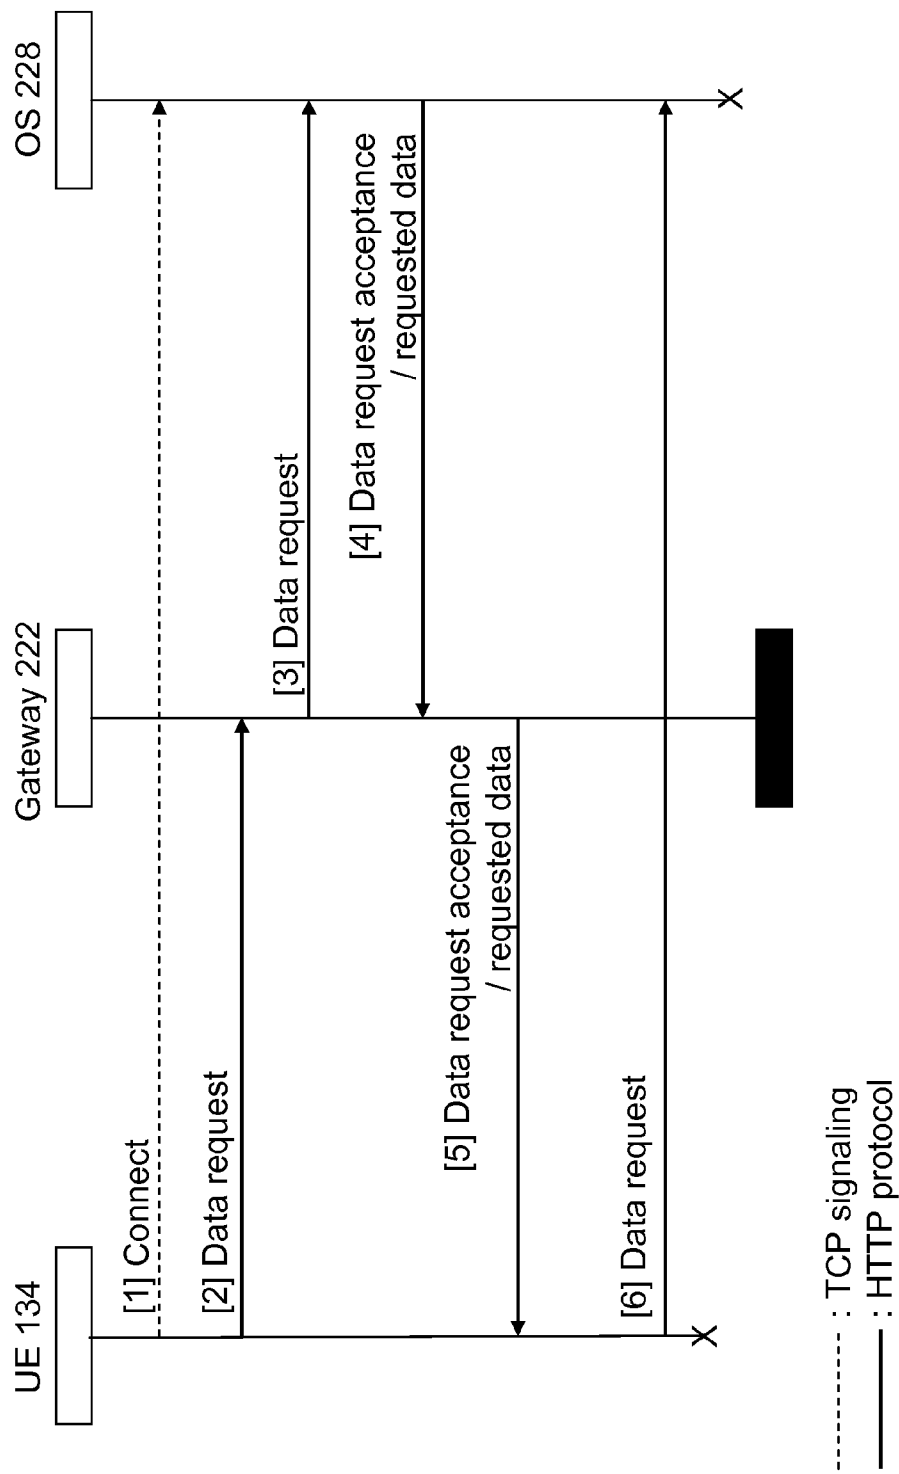 UE 134
Gateway 222
OS 228
[1] Connect
[2] Data request
[3] Data request
[4] Data request acceptance
/ requested data
[5] Data request acceptance
/ requested data
[6] Data request
: TCP signaling
: HTTP protocol